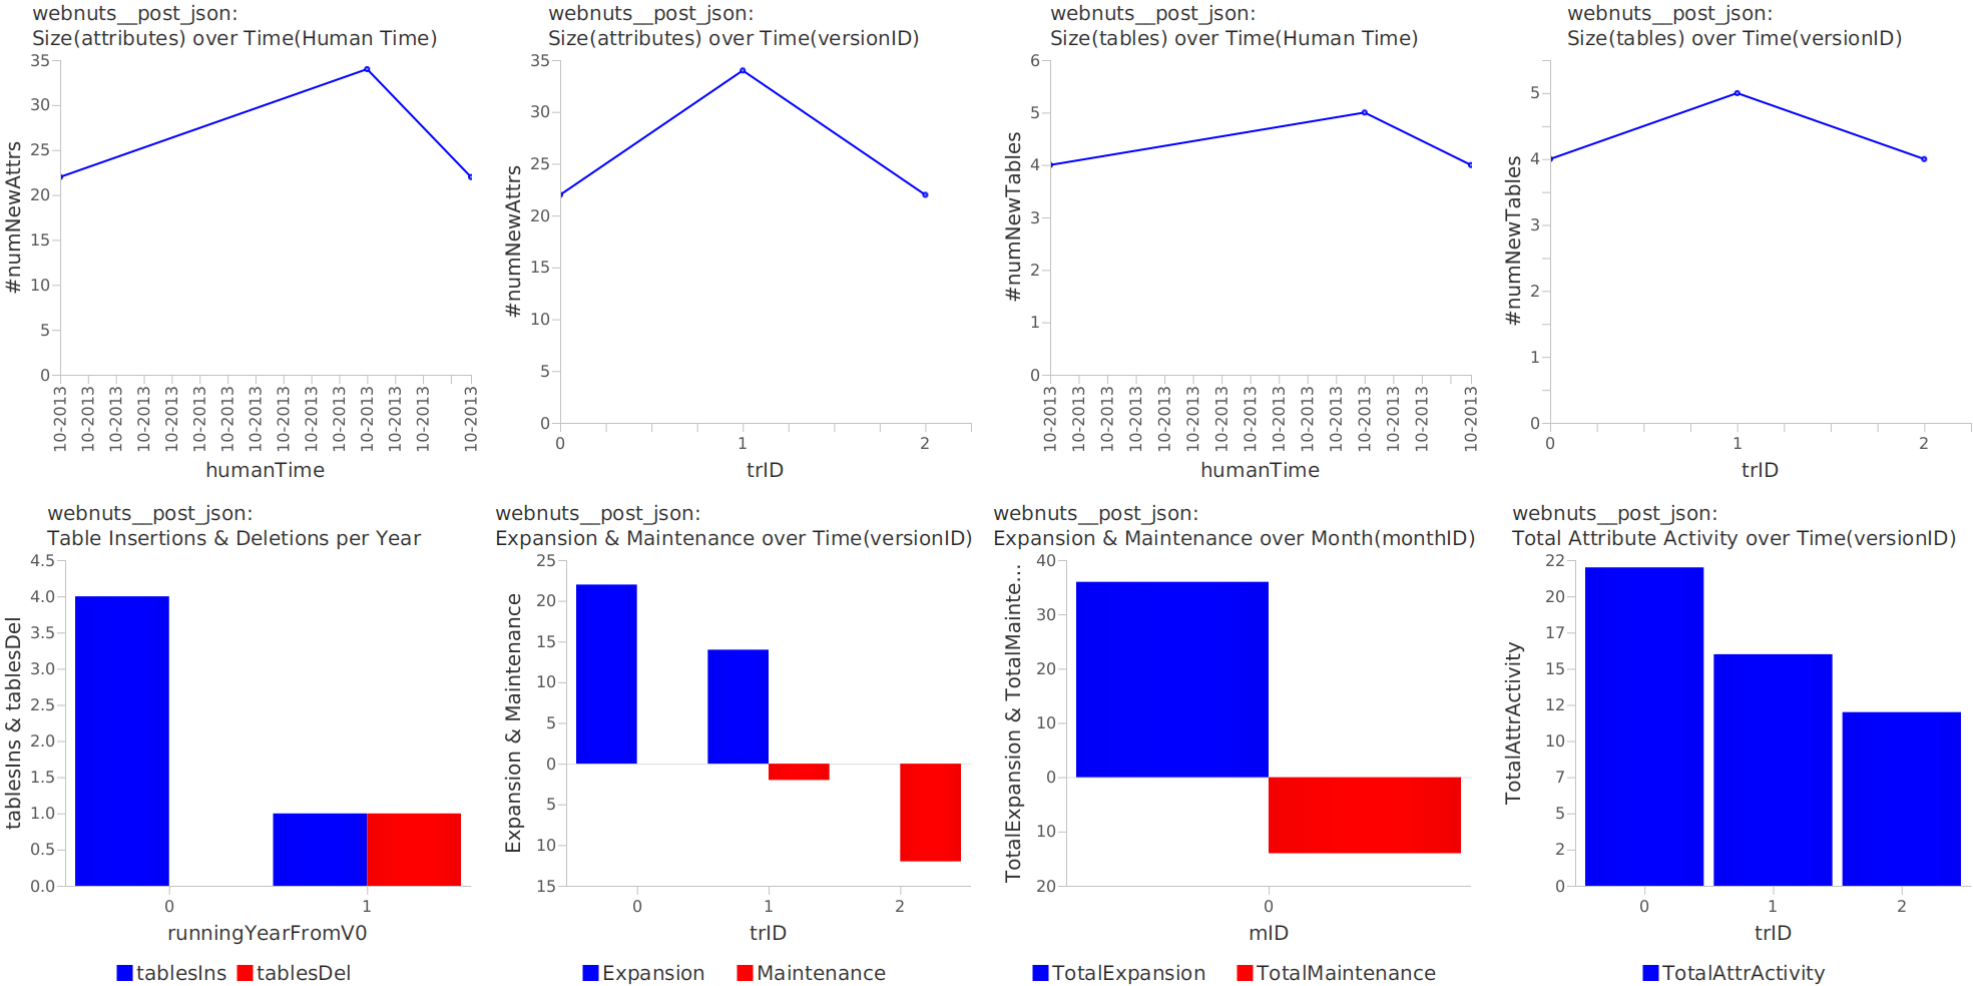 webnuts__post_json:
Size(attributes) over Time(Human Time)
35
30
25
20
15
10
5
0
#numNewAttrs
10-2013
10-2013
10-2013
10-2013
10-2013
10-2013
10-2013
10-2013
10-2013
10-2013
10-2013
10-2013
10-2013
10-2013
humanTime
webnuts__post_json:
Size(attributes) over Time(versionID)
35
30
25
20
15
10
5
0
#numNewAttrs
0 1 2
trID
webnuts__post_json:
Size(tables) over Time(Human Time)
6
5
4
3
2
1
0
#numNewTables
10-2013
10-2013
10-2013
10-2013
10-2013
10-2013
10-2013
10-2013
10-2013
10-2013
10-2013
10-2013
10-2013
10-2013
humanTime
webnuts__post_json:
Size(tables) over Time(versionID)
5
4
3
2
1
0
#numNewTables
0 1 2
trID
webnuts__post_json:
Table Insertions & Deletions per Year
4.5
4.0
3.5
3.0
2.5
2.0
1.5
1.0
0.5
0.0
tablesIns & tablesDel
0 1
runningYearFromV0
tablesIns tablesDel
webnuts__post_json:
Expansion & Maintenance over Time(versionID)
25
20
15
10
5
0
5
10
15
Expansion & Maintenance
0 1 2
trID
Expansion Maintenance
webnuts__post_json:
Expansion & Maintenance over Month(monthID)
40
30
20
10
0
10
20
TotalExpansion & TotalMainte...
0
mID
TotalExpansion TotalMaintenance
webnuts__post_json:
Total Attribute Activity over Time(versionID)
22
20
17
15
12
10
7
5
2
0
TotalAttrActivity
0 1 2
trID
TotalAttrActivity